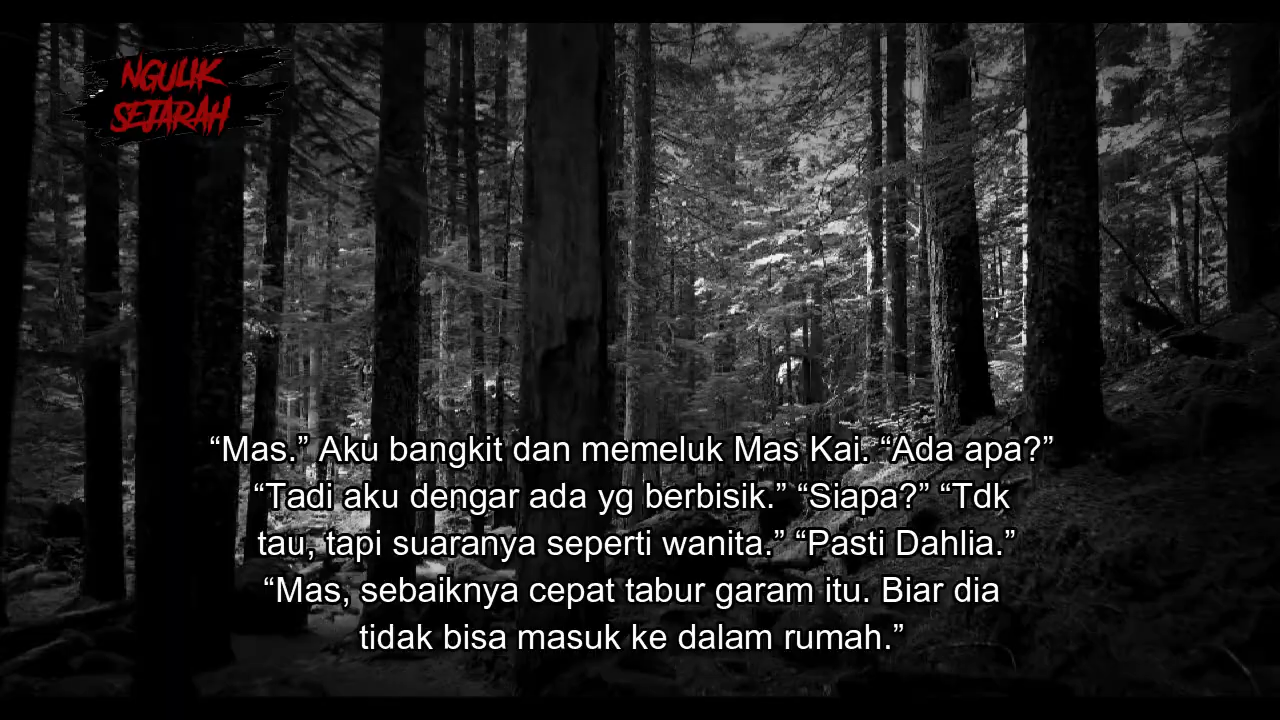 NGULIK
SEJARAH
“Mas.” Aku bangkit dan memeluk Mas Kai. “Ada apa?”
“Tadi aku dengar ada yg berbisik.” “Siapa?” “Tdk
tau, tapi suaranya seperti wanita.” “Pasti Dahlia.”
“Mas, sebaiknya cepat tabur garam itu. Biar dia
tidak bisa masuk ke dalam rumah.”